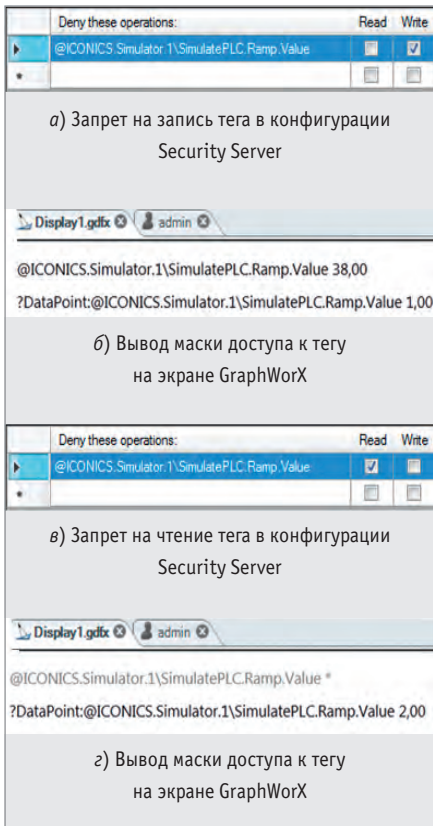 Deny these operations: Read Write
@ICONICS.Simulator.1\SimulatePLC.Ramp.Value
*
а) Запрет на запись тега в конфигурации
Security Server
Display1.gdfx admin
@ICONICS.Simulator.1\SimulatePLC.Ramp.Value 38,00
?DataPoint:@ICONICS.Simulator.1\SimulatePLC.Ramp.Value 1,00
б) Вывод маски доступа к тегу
на экране GraphWorX
Deny these operations: Read Write
@ICONICS.Simulator.1\SimulatePLC.Ramp.Value
*
в) Запрет на чтение тега в конфигурации
Security Server
Display1.gdfx admin
@ICONICS.Simulator.1\SimulatePLC.Ramp.Value *
?DataPoint:@ICONICS.Simulator.1\SimulatePLC.Ramp.Value 2,00
г) Вывод маски доступа к тегу
на экране GraphWorX